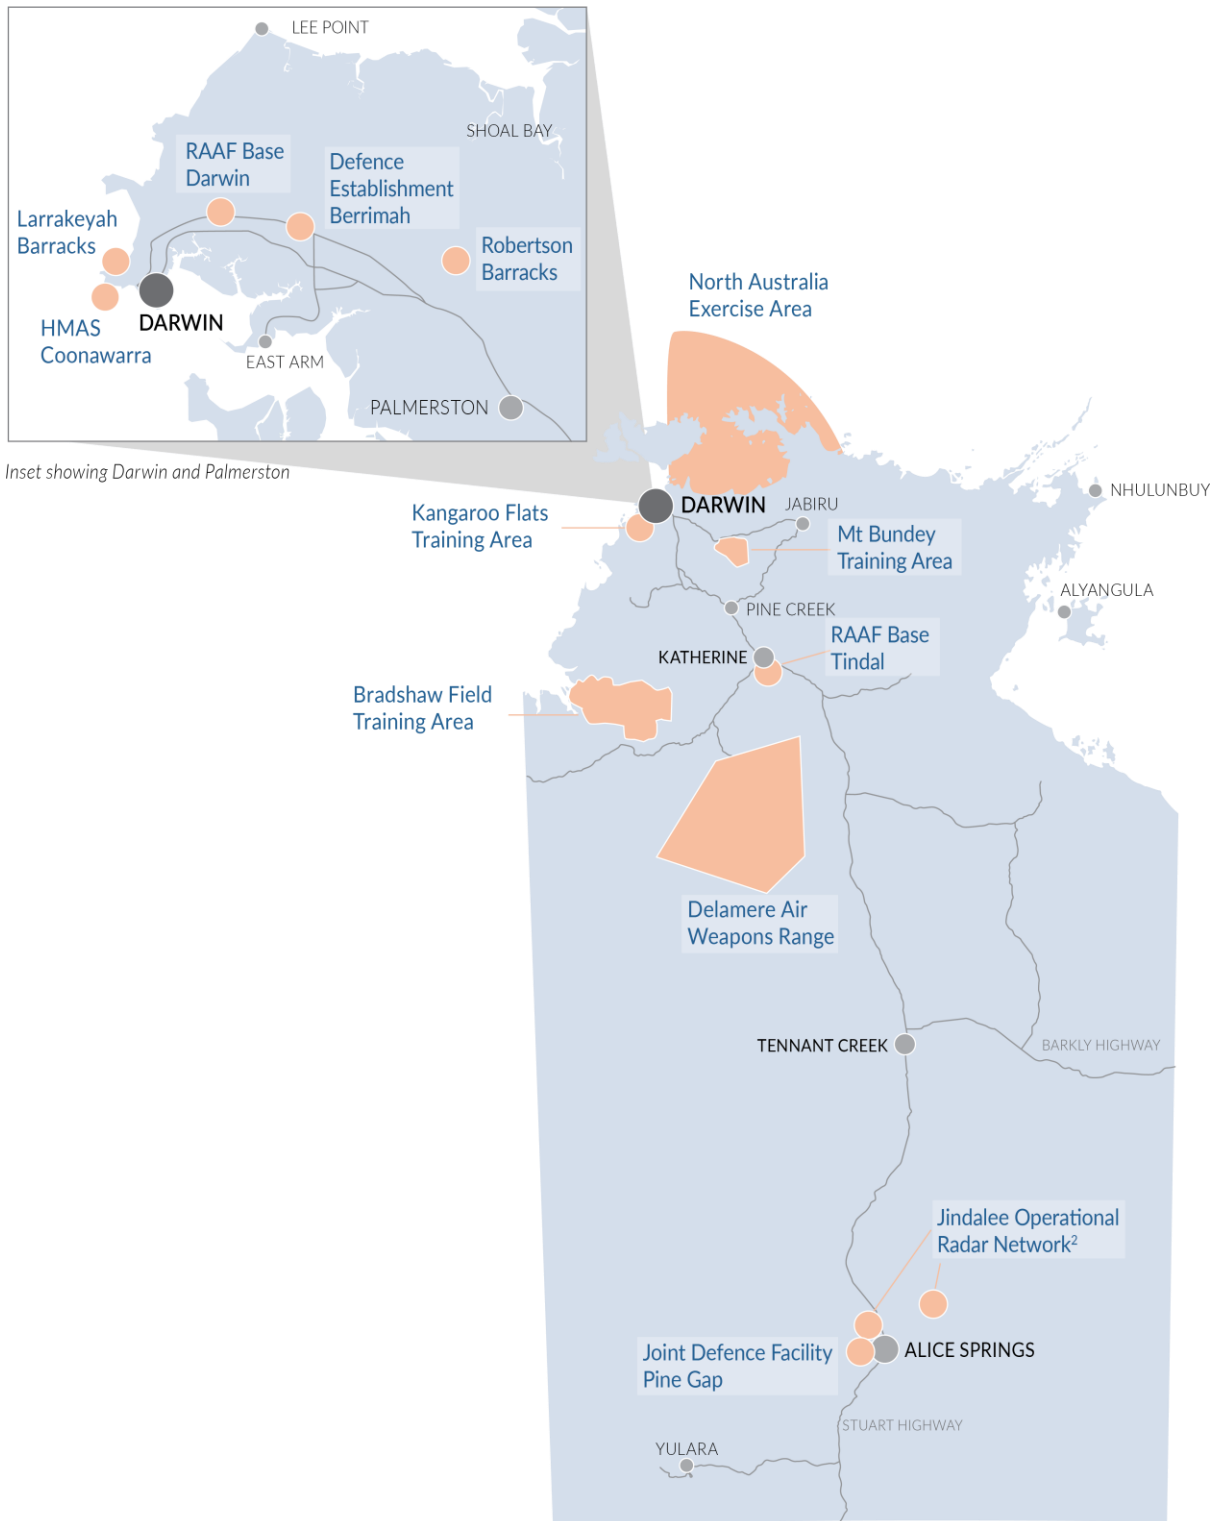 LEE POINT
SHOAL BAY
RAAF Base
Darwin
Defence
Establishment
Berrimah
Larrakeyah
Barracks
Robertson
Barracks
HMAS
Coonawarra
DARWIN
EAST ARM
PALMERSTON
Inset showing Darwin and Palmerston
North Australia
Exercise Area
NHULUNBUY
DARWIN
JABIRU
Kangaroo Flats
Training Area
Mt Bundey
Training Area
ALYANGULA
PINE CREEK
RAAF Base
Tindal
KATHERINE
Bradshaw Field
Training Area
Delamere Air
Weapons Range
TENNANT CREEK
BARKLY HIGHWAY
Jindalee Operational
Radar Network²
Joint Defence Facility
Pine Gap
ALICE SPRINGS
STUART HIGHWAY
YULARA